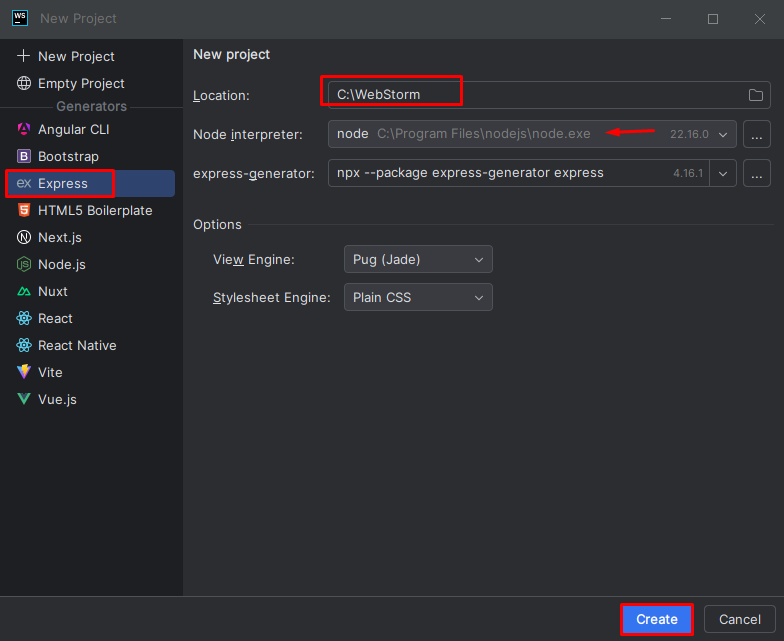 WS New Project
New Project
Empty Project
Generators
Angular CLI
B Bootstrap
ex Express
HTML5 Boilerplate
N Next.js
JS Node.js
Nuxt
React
React Native
Vite
Vue.js
New project
Location: C:\WebStorm
Node interpreter: node C:\Program Files\nodejs\node.exe 22.16.0 ...
express-generator: npx --package express-generator express 4.16.1 ...
Options
View Engine: Pug (Jade)
Stylesheet Engine: Plain CSS
Create Cancel